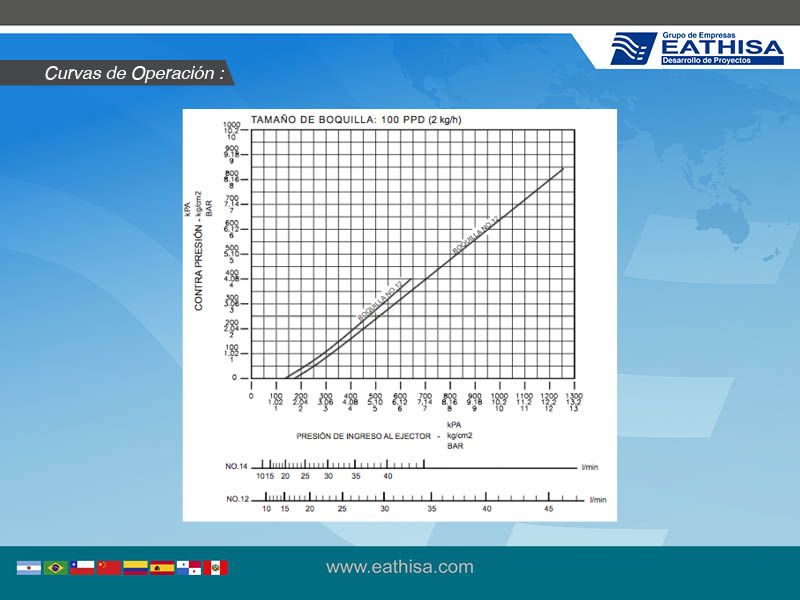 Grupo de Empresas
EATHISA
Desarrollo de Proyectos
Curvas de Operación :
TAMAÑO DE BOQUILLA: 100 PPD (2 kg/h)
CONTRA PRESIÓN -
kPA
kg/cm2
BAR
1000
10,2
10
900
9.18
9
800
8.16
8
700
7.14
7
600
6.12
6
500
5.10
5
400
4.08
4
300
3.06
3
200
2.04
2
100
1.02
1
0
BOQUILLA NO.12
BOQUILLA NO.12
0 100 200 300 400 500 600 700 800 900 1000 1100 1200 1300
1,02 2,04 3,06 4,08 5,10 6,12 7,14 8,16 9,18 10,2 11,2 12,2 13,2
1 2 3 4 5 6 7 8 9 10 11 12 13
PRESIÓN DE INGRESO AL EJECTOR -
kPA
kg/cm2
BAR
NO.14
10 15 20 25 30 35 40
l/min
NO.12
10 15 20 25 30 35 40 45
l/min
www.eathisa.com